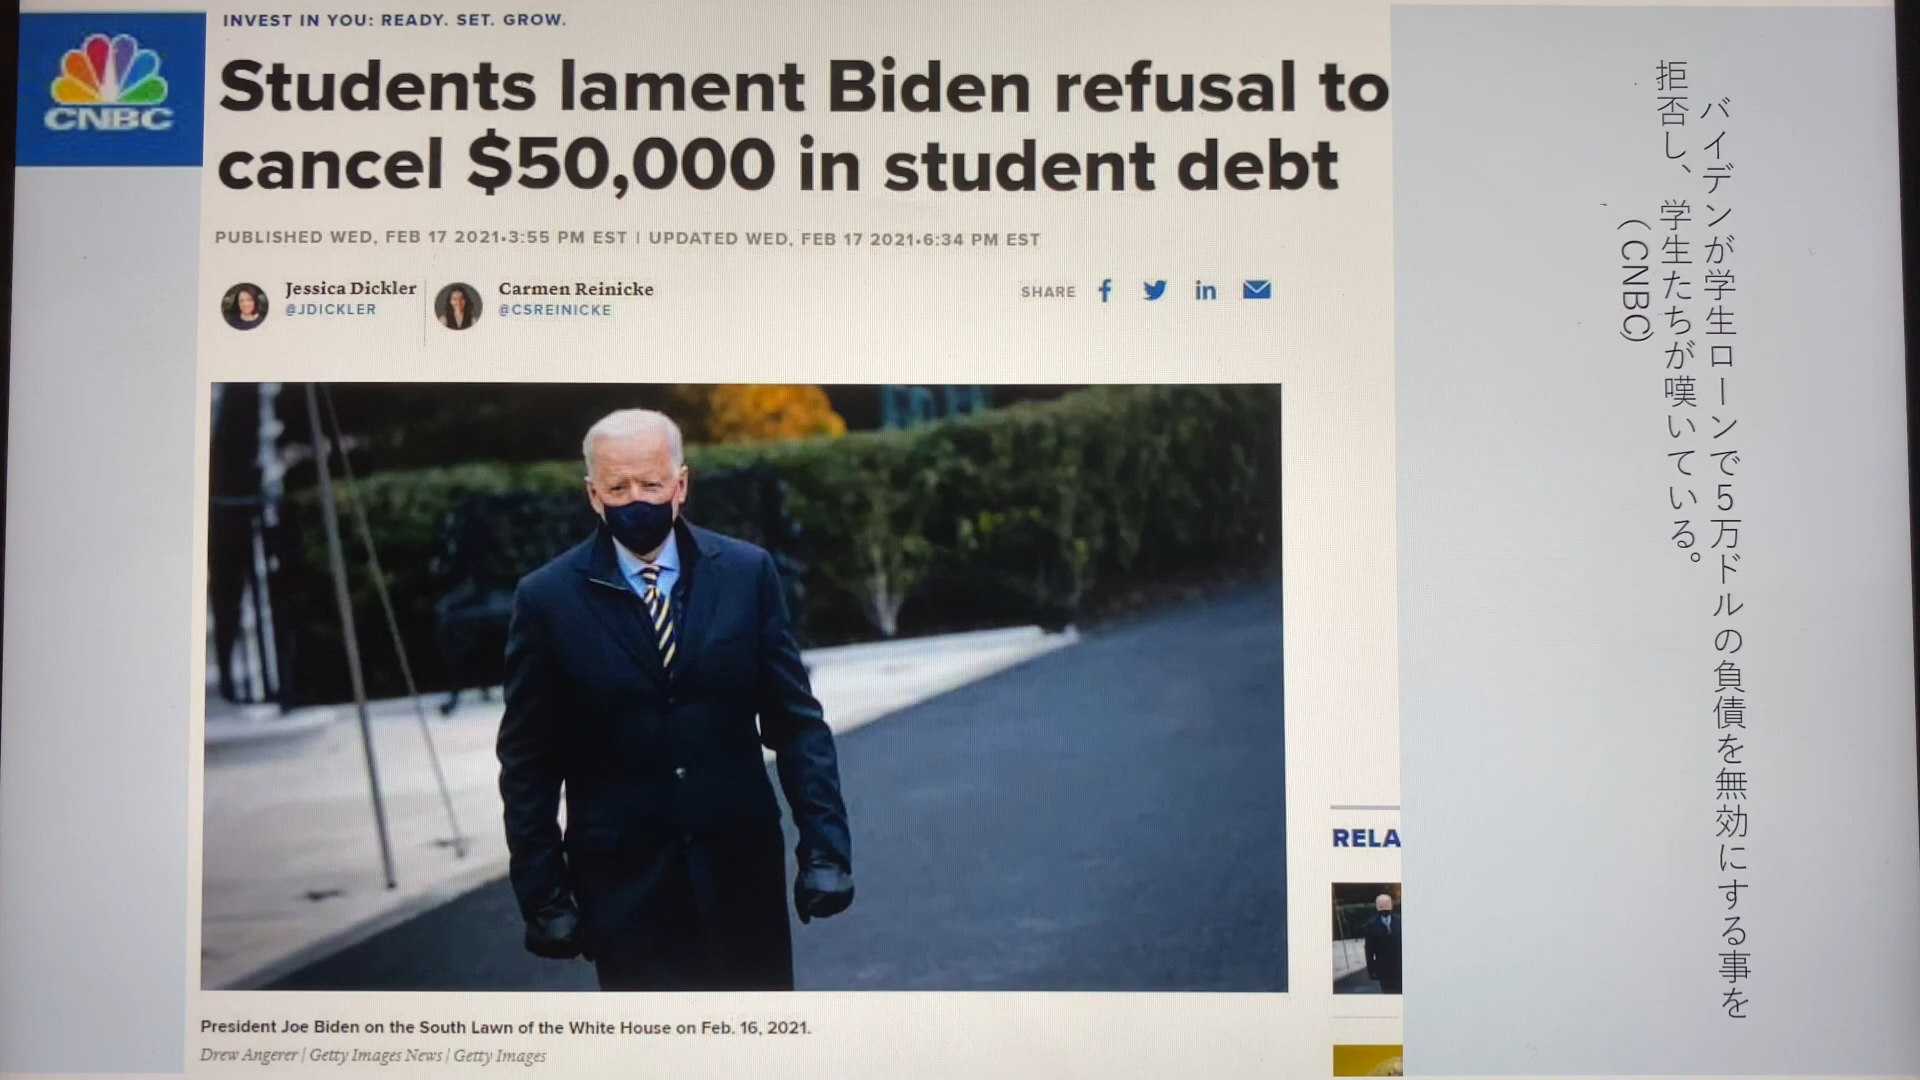 INVEST IN YOU: READY. SET. GROW.
CNBC
Students lament Biden refusal to
cancel $50,000 in student debt
PUBLISHED WED, FEB 17 2021•3:55 PM EST | UPDATED WED, FEB 17 2021•6:34 PM EST
Jessica Dickler
@JDICKLER
Carmen Reinicke
@CSREINICKE
SHARE
RELA
President Joe Biden on the South Lawn of the White House on Feb. 16, 2021.
Drew Angerer | Getty Images News | Getty Images
バイデンが学生ローンで5万ドルの負債を無効にする事を
拒否し、学生たちが嘆いている。
(CNBC)